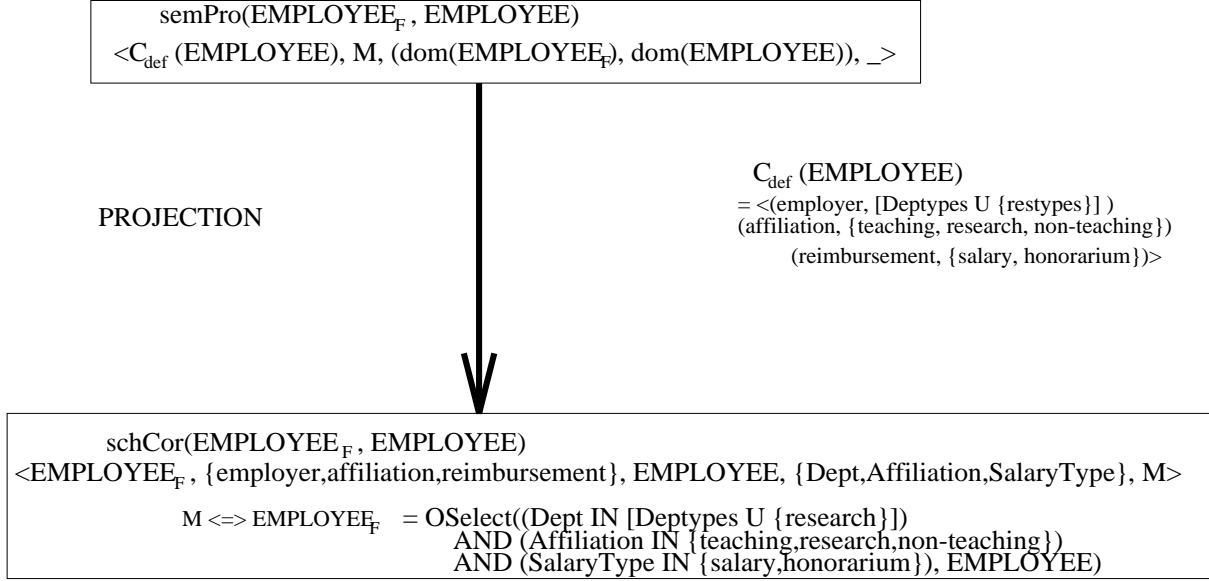 semPro(EMPLOYEE_F , EMPLOYEE)
<C_def (EMPLOYEE), M, (dom(EMPLOYEE_F), dom(EMPLOYEE)), _>
PROJECTION
C_def (EMPLOYEE)
= <(employer, [Deptypes U {restypes}] )
(affiliation, {teaching, research, non-teaching})
(reimbursement, {salary, honorarium})>
schCor(EMPLOYEE_F , EMPLOYEE)
<EMPLOYEE_F , {employer,affiliation,reimbursement}, EMPLOYEE, {Dept,Affiliation,SalaryType}, M>
M <=> EMPLOYEE_F = OSelect((Dept IN [Deptypes U {research}])
AND (Affiliation IN {teaching,research,non-teaching})
AND (SalaryType IN {salary,honorarium}), EMPLOYEE)